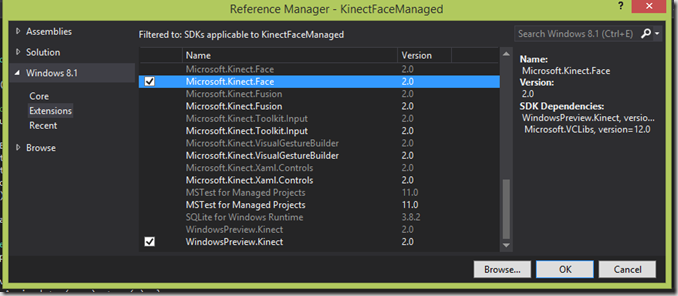 Reference Manager - KinectFaceManaged
? x
Assemblies
Solution
Windows 8.1
Core
Extensions
Recent
Browse
Filtered to: SDKs applicable to KinectFaceManaged
Name Version
Microsoft.Kinect.Face 2.0
Microsoft.Kinect.Face 2.0
Microsoft.Kinect.Fusion 2.0
Microsoft.Kinect.Fusion 2.0
Microsoft.Kinect.Toolkit.Input 2.0
Microsoft.Kinect.Toolkit.Input 2.0
Microsoft.Kinect.VisualGestureBuilder 2.0
Microsoft.Kinect.VisualGestureBuilder 2.0
Microsoft.Kinect.Xaml.Controls 2.0
Microsoft.Kinect.Xaml.Controls 2.0
MSTest for Managed Projects 11.0
MSTest for Managed Projects 11.0
SQLite for Windows Runtime 3.8.2
WindowsPreview.Kinect 2.0
WindowsPreview.Kinect 2.0
Search Windows 8.1 (Ctrl+E)
Name:
Microsoft.Kinect.Face
Version:
2.0
SDK Dependencies:
WindowsPreview.Kinect, versio...
Microsoft.VCLibs, version=12.0
Browse... OK Cancel